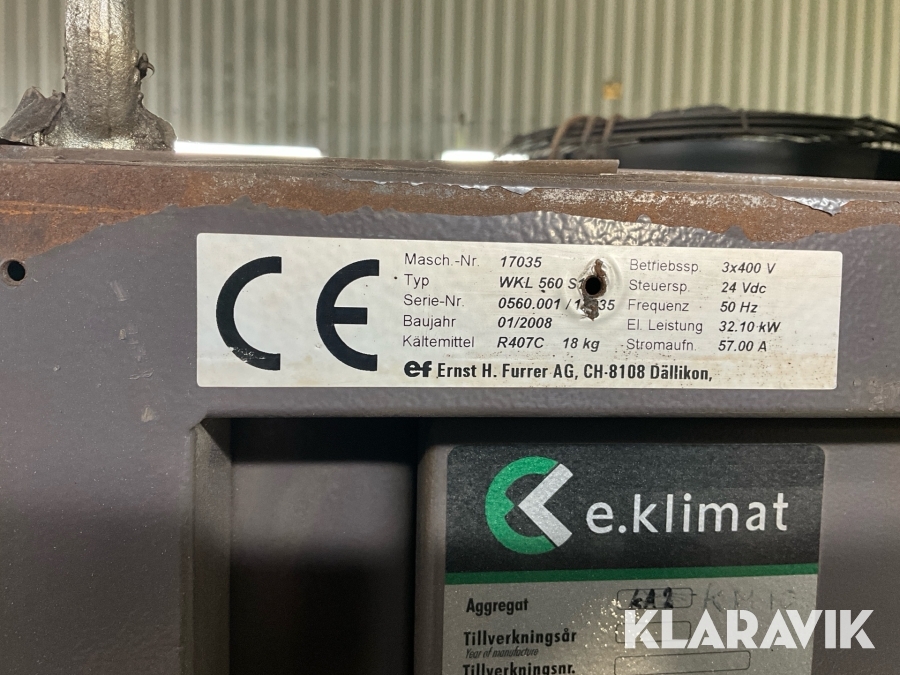 KLARAVIK
CE
Masch.-Nr. 17035 Betriebssp. 3x400 V
Typ WKL 560 Steuersp. 24 Vdc
Serie-Nr. 0560.001 / Frequenz 50 Hz
Baujahr 01/2008 El. Leistung 32.10 kW
Kältemittel R407C 18 kg Stromaufn. 57.00 A
ef Ernst H. Furrer AG, CH-8108 Dällikon,
e.klimat
Aggregat KA2
Tillverkningsår
Year of manufacture
Tillverkningsnr.
KLARAVIK